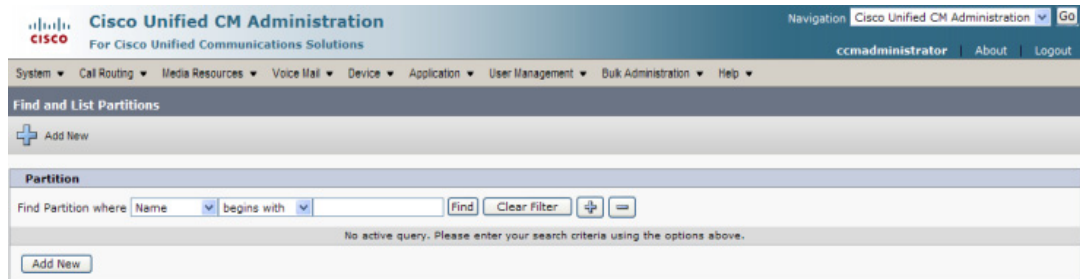 Cisco Unified CM Administration
For Cisco Unified Communications Solutions
CISCO
Navigation Cisco Unified CM Administration Go
ccmadministrator | About | Logout
System Call Routing Media Resources Voice Mail Device Application User Management Bulk Administration Help
Find and List Partitions
Add New
Partition
Find Partition where Name begins with Find Clear Filter
No active query. Please enter your search criteria using the options above.
Add New